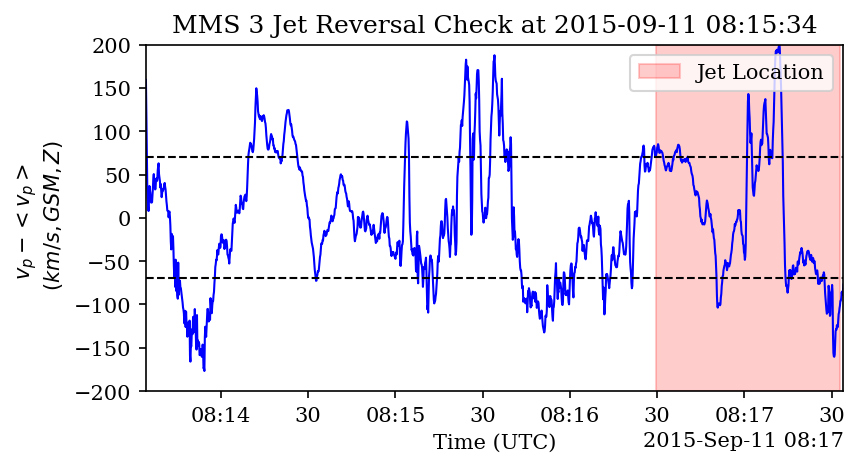 MMS 3 Jet Reversal Check at 2015-09-11 08:15:34
200
150
100
50
0
−50
−100
−150
−200
v_p − < v_p >
(km/s, GSM, Z)
Jet Location
08:14 30 08:15 30 08:16 30 08:17 30
Time (UTC)
2015-Sep-11 08:17